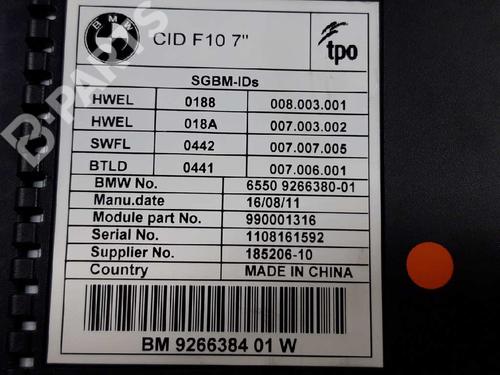 BMW
CID F10 7"
tpo
SGBM-IDs
HWEL 0188 008.003.001
HWEL 018A 007.003.002
SWFL 0442 007.007.005
BTLD 0441 007.006.001
BMW No. 6550 9266380-01
Manu.date 16/08/11
Module part No. 990001316
Serial No. 1108161592
Supplier No. 185206-10
Country MADE IN CHINA
BM 9266384 01 W
B-PARTS